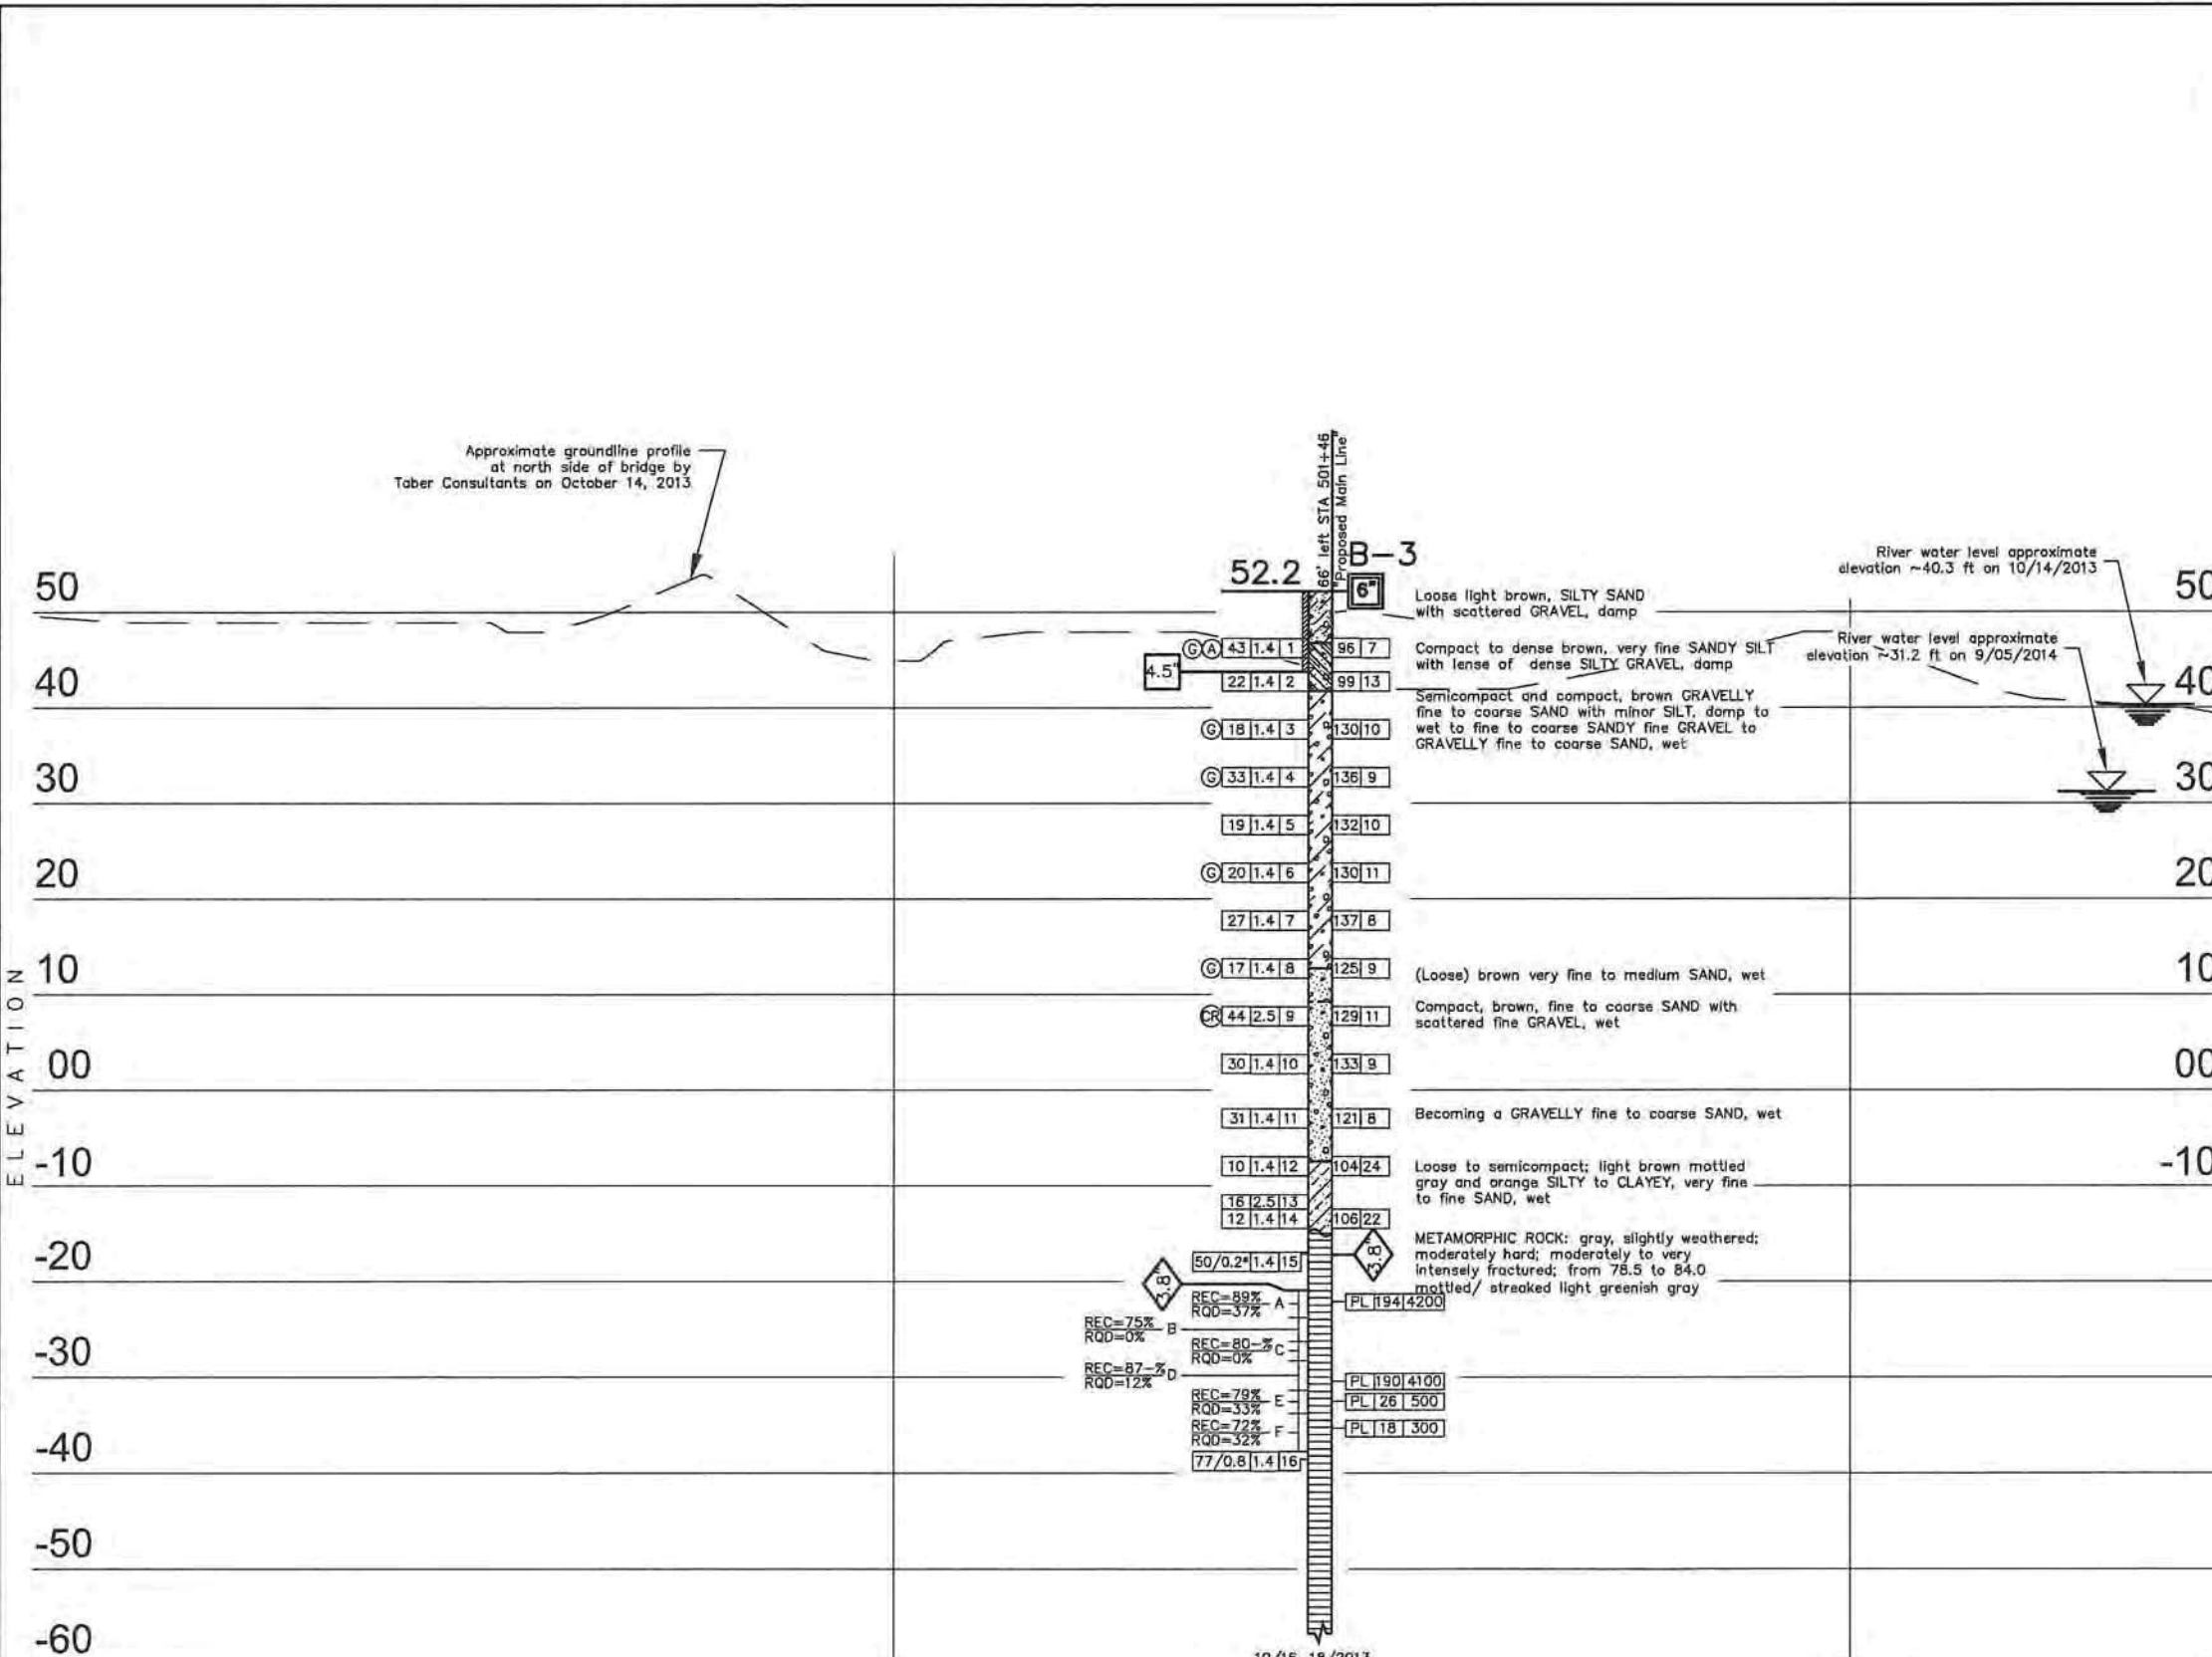 Approximate groundline profile
at north side of bridge by
Taber Consultants on October 14, 2013
66' left STA 501+46
"Proposed Main Line"
52.2
B-3
6"
4.5"
River water level approximate
elevation ~40.3 ft on 10/14/2013
River water level approximate
elevation ~31.2 ft on 9/05/2014
Loose light brown, SILTY SAND
with scattered GRAVEL, damp
Compact to dense brown, very fine SANDY SILT
with lense of dense SILTY GRAVEL, damp
Semicompact and compact, brown GRAVELLY
fine to coarse SAND with minor SILT, damp to
wet to fine to coarse SANDY fine GRAVEL to
GRAVELLY fine to coarse SAND, wet
(Loose) brown very fine to medium SAND, wet
Compact, brown, fine to coarse SAND with
scattered fine GRAVEL, wet
Becoming a GRAVELLY fine to coarse SAND, wet
Loose to semicompact; light brown mottled
gray and orange SILTY to CLAYEY, very fine
to fine SAND, wet
METAMORPHIC ROCK: gray, slightly weathered;
moderately hard; moderately to very
intensely fractured; from 78.5 to 84.0
mottled/ streaked light greenish gray
G A 43 1.4 1 96 7
22 1.4 2 99 13
G 18 1.4 3 130 10
G 33 1.4 4 136 9
19 1.4 5 132 10
G 20 1.4 6 130 11
27 1.4 7 137 8
G 17 1.4 8 125 9
CR 44 2.5 9 129 11
30 1.4 10 133 9
31 1.4 11 121 8
10 1.4 12 104 24
16 2.5 13
12 1.4 14 106 22
50/0.2* 1.4 15
3.8"
3.8"
REC=89%
RQD=37% A
PL 194 4200
REC=75%
RQD=0% B
REC=80-%
RQD=0% C
REC=87-%
RQD=12% D
PL 190 4100
REC=79%
RQD=33% E
PL 26 500
REC=72%
RQD=32% F
PL 18 300
77/0.8 1.4 16
ELEVATION
50
40
30
20
10
00
-10
-20
-30
-40
-50
-60
50
40
30
20
10
00
-10